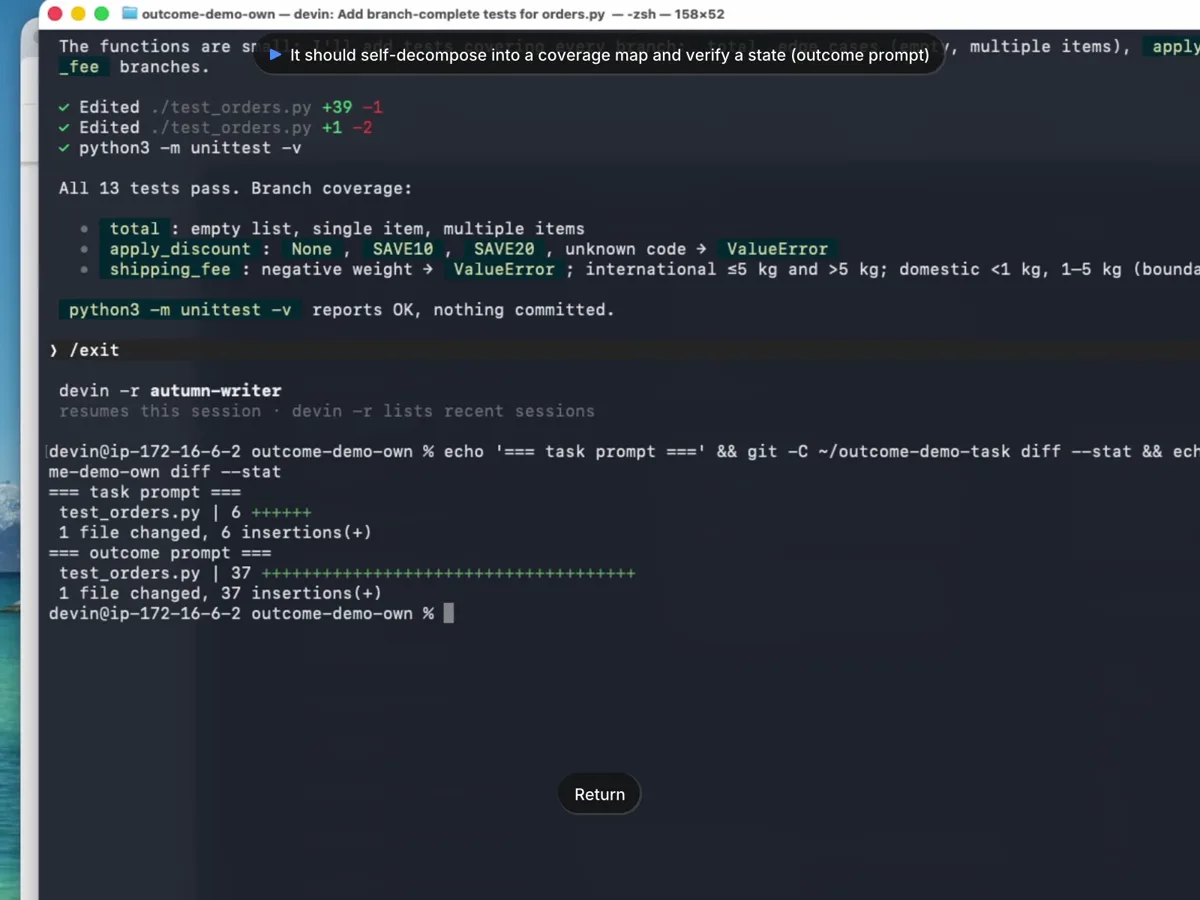 outcome-demo-own — devin: Add branch-complete tests for orders.py — -zsh — 158×52
▶ It should self-decompose into a coverage map and verify a state (outcome prompt)
The functions are multiple items), apply
_fee branches.
✓ Edited ./test_orders.py +39 −1
✓ Edited ./test_orders.py +1 −2
✓ python3 −m unittest −v
All 13 tests pass. Branch coverage:
• total : empty list, single item, multiple items
• apply_discount : None , SAVE10 , SAVE20 , unknown code → ValueError
• shipping_fee : negative weight → ValueError ; international ≤5 kg and >5 kg; domestic <1 kg, 1–5 kg (bounda
python3 −m unittest −v reports OK, nothing committed.
❯ /exit
devin −r autumn−writer
resumes this session · devin −r lists recent sessions
devin@ip−172−16−6−2 outcome−demo−own % echo '=== task prompt ===' && git −C ~/outcome−demo−task diff −−stat && ech
me−demo−own diff −−stat
=== task prompt ===
test_orders.py | 6 ++++++
1 file changed, 6 insertions(+)
=== outcome prompt ===
test_orders.py | 37 +++++++++++++++++++++++++++++++++++++
1 file changed, 37 insertions(+)
devin@ip−172−16−6−2 outcome−demo−own %
Return